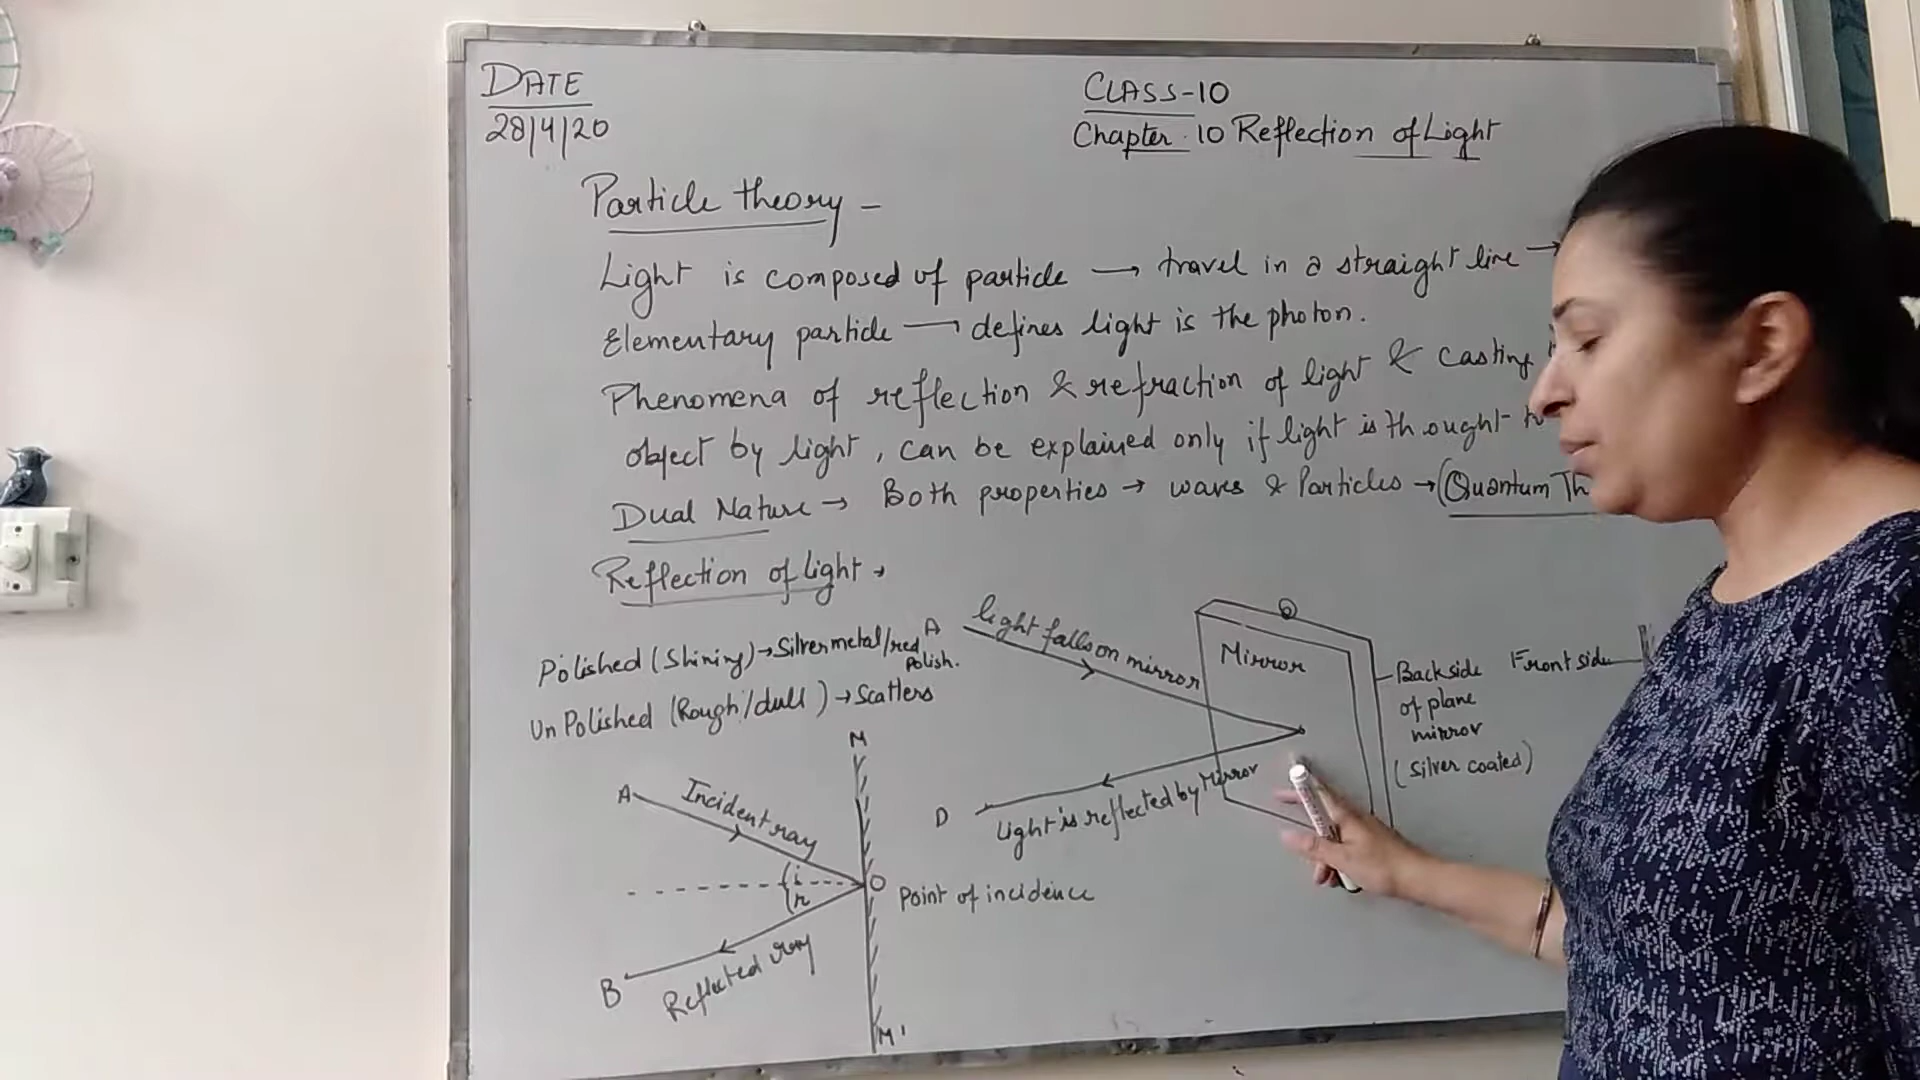 DATE
28/4/20
CLASS-10
Chapter. 10 Reflection of Light
Particle theory -
Light is composed of particle → travel in a straight line →
Elementary particle → defines light is the photon.
Phenomena of reflection & refraction of light & casting
object by light, can be explained only if light is thought
Dual Nature → Both properties → waves & Particles → (Quantum Th
Reflection of light →
Polished (Shining) → Silver metal/red
Polish.
UnPolished (Rough/dull) → Scatters
A
light falls on mirror
Mirror
D
Light is reflected by Mirror
Back side
of plane
mirror
(Silver coated)
Front side
M
A
Incident ray
i
r
O
Point of incidence
B
Reflected ray
M'